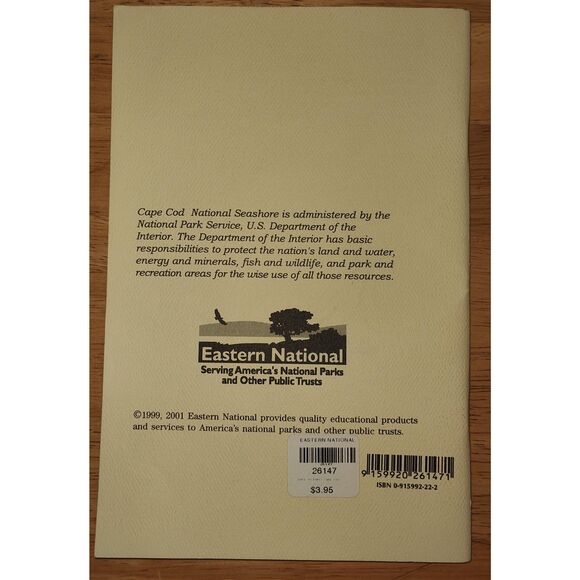 Cape Cod National Seashore is administered by the
National Park Service, U.S. Department of the
Interior. The Department of the Interior has basic
responsibilities to protect the nation's land and water,
energy and minerals, fish and wildlife, and park and
recreation areas for the wise use of all those resources.
Eastern National
Serving America's National Parks
and Other Public Trusts
©1999, 2001 Eastern National provides quality educational products
and services to America's national parks and other public trusts.
EASTERN NATIONAL
26147
$3.95
9 159920 261471
ISBN 0-915992-22-2